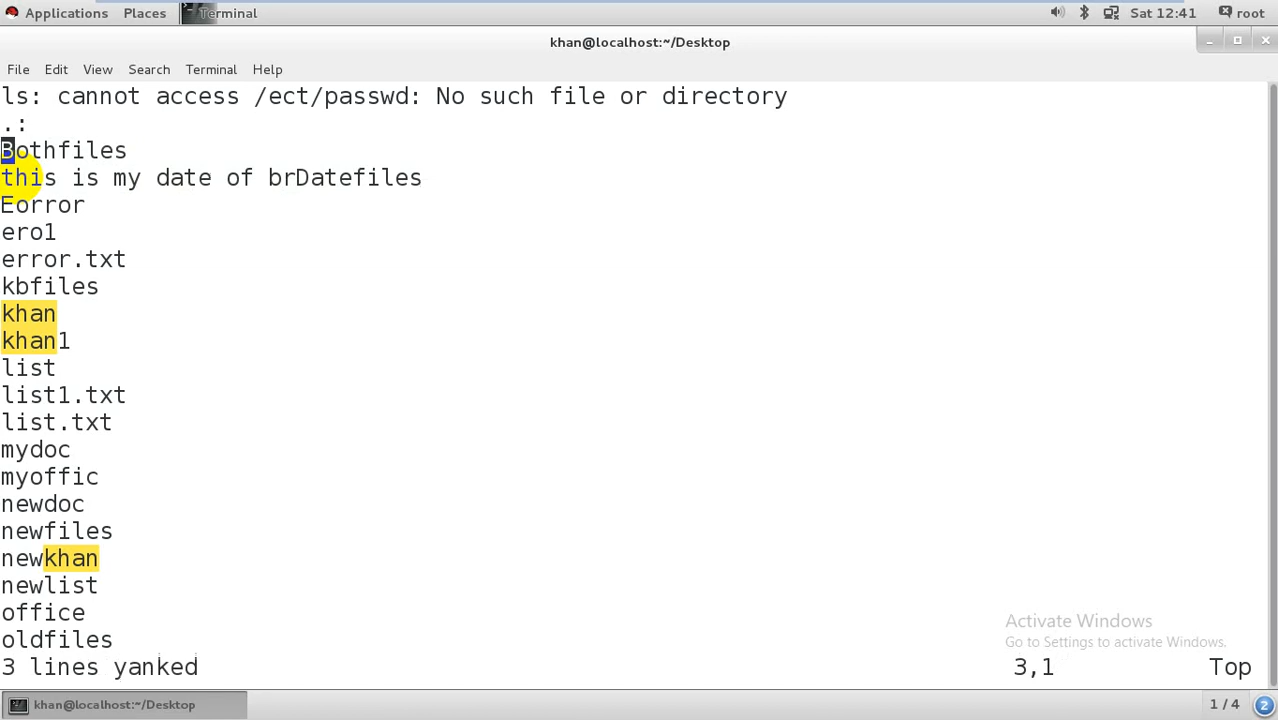 Applications Places Terminal Sat 12:41 root
khan@localhost:~/Desktop
File Edit View Search Terminal Help
ls: cannot access /ect/passwd: No such file or directory
.:
Bothfiles
this is my date of brDatefiles
Eorror
ero1
error.txt
kbfiles
khan
khan1
list
list1.txt
list.txt
mydoc
myoffic
newdoc
newfiles
newkhan
newlist
office
oldfiles
Activate Windows
Go to Settings to activate Windows.
3 lines yanked 3,1 Top
khan@localhost:~/Desktop 1 / 4 2